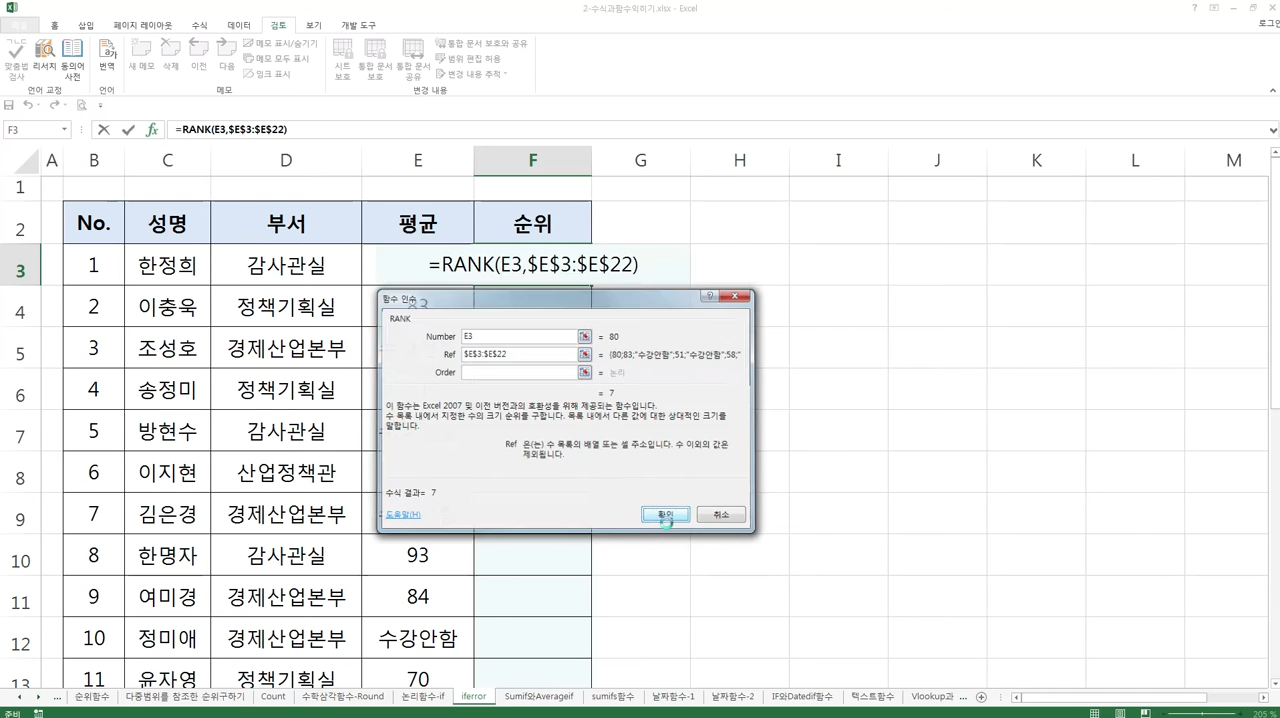 2-수식과함수익히기.xlsx - Excel
홈 삽입 페이지 레이아웃 수식 데이터 검토 보기 개발 도구
로그인
맞춤법 검사 리서치 동의어 사전 번역 새 메모 삭제 이전 다음
메모 표시/숨기기
메모 모두 표시
잉크 표시
시트 보호 통합 문서 보호 통합 문서 공유
통합 문서 보호와 공유
범위 편집 허용
변경 내용 추적
언어 교정 언어 메모 변경 내용
F3 =RANK(E3,$E$3:$E$22)
A B C D E F G H I J K L M
1
2 No. 성명 부서 평균 순위
3 1 한정희 감사관실 =RANK(E3,$E$3:$E$22)
4 2 이충욱 정책기획실 83
5 3 조성호 경제산업본부
6 4 송정미 정책기획실
7 5 방현수 감사관실
8 6 이지현 산업정책관
9 7 김은경 경제산업본부
10 8 한명자 감사관실 93
11 9 여미경 경제산업본부 84
12 10 정미애 경제산업본부 수강안함
13 11 윤자영 정책기획실 70
함수 인수
RANK
Number E3 = 80
Ref $E$3:$E$22 = {80;83;"수강안함";51;"수강안함";58;"
Order = 논리
= 7
이 함수는 Excel 2007 및 이전 버전과의 호환성을 위해 제공되는 함수입니다.
수 목록 내에서 지정한 수의 크기 순위를 구합니다. 목록 내에서 다른 값에 대한 상대적인 크기를
말합니다.
Ref 은(는) 수 목록의 배열 또는 셀 주소입니다. 수 이외의 값은
제외됩니다.
수식 결과= 7
도움말(H) 확인 취소
... 순위함수 다중범위를 참조한 순위구하기 Count 수학삼각함수-Round 논리함수-if iferror Sumif와Averageif sumifs함수 날짜함수-1 날짜함수-2 IF와Datedif함수 텍스트함수 Vlookup과 ...
준비 205 %